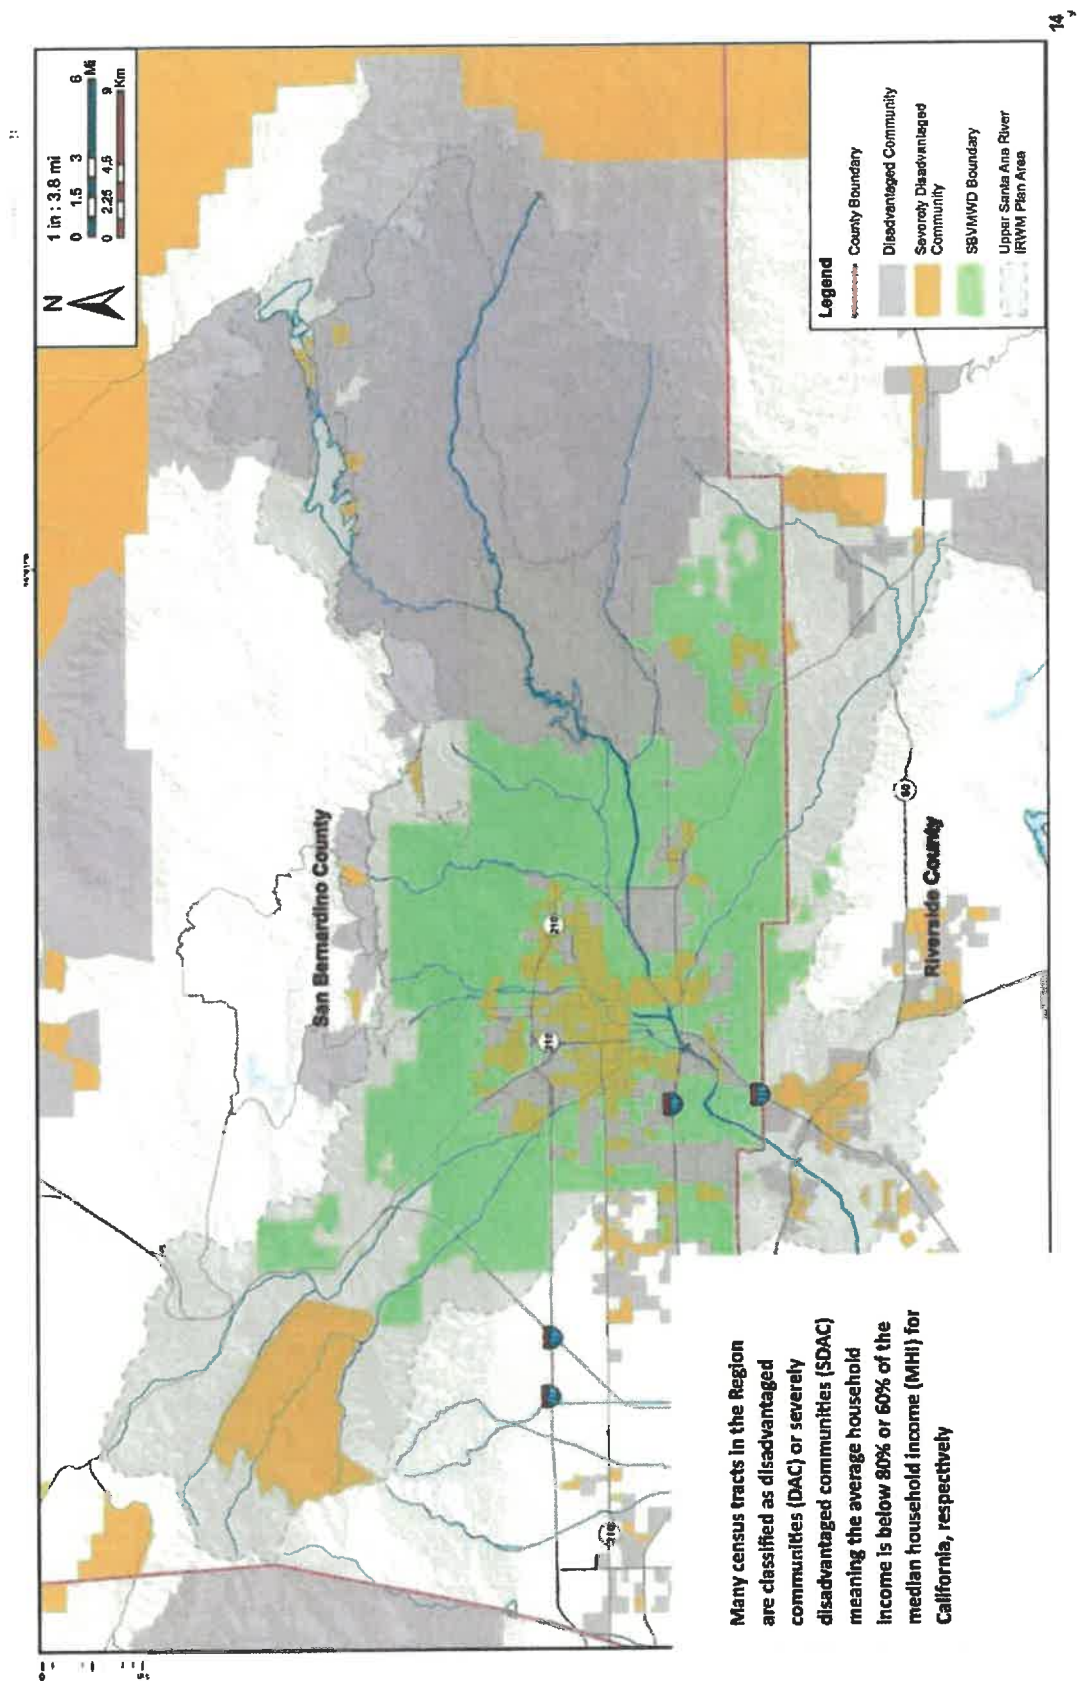 1 in : 3.8 mi
0 1.5 3 6
Mi
0 2.25 4.5 9
Km
N
San Bernardino County
Riverside County
210
60
Legend
County Boundary
Disadvantaged Community
Severely Disadvantaged
Community
SBVMWD Boundary
Upper Santa Ana River
IRWM Plan Area
Many census tracts in the Region
are classified as disadvantaged
communities (DAC) or severely
disadvantaged communities (SDAC)
meaning the average household
income is below 80% or 60% of the
median household income (MHI) for
California, respectively
14